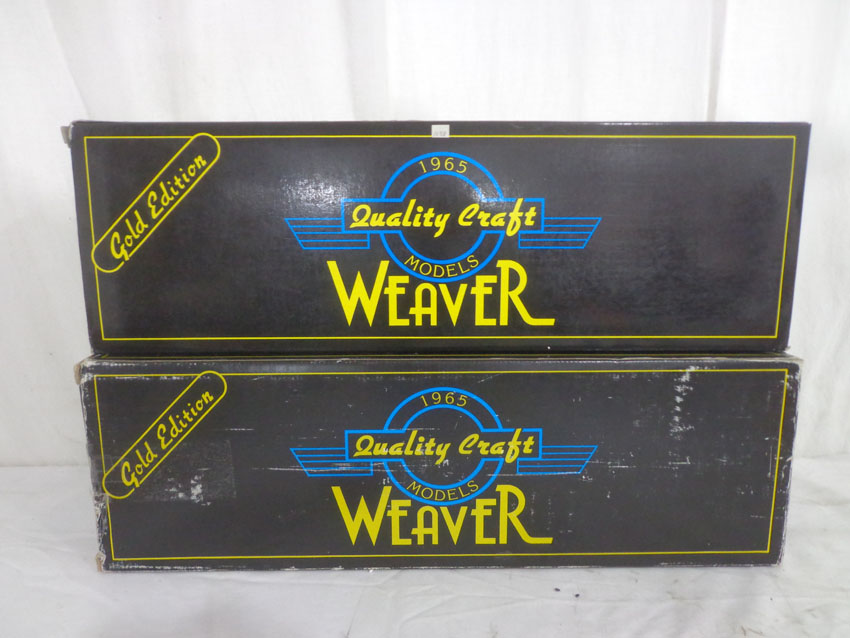 Gold Edition
1965
Quality Craft
MODELS
WEAVER
Gold Edition
1965
Quality Craft
MODELS
WEAVER